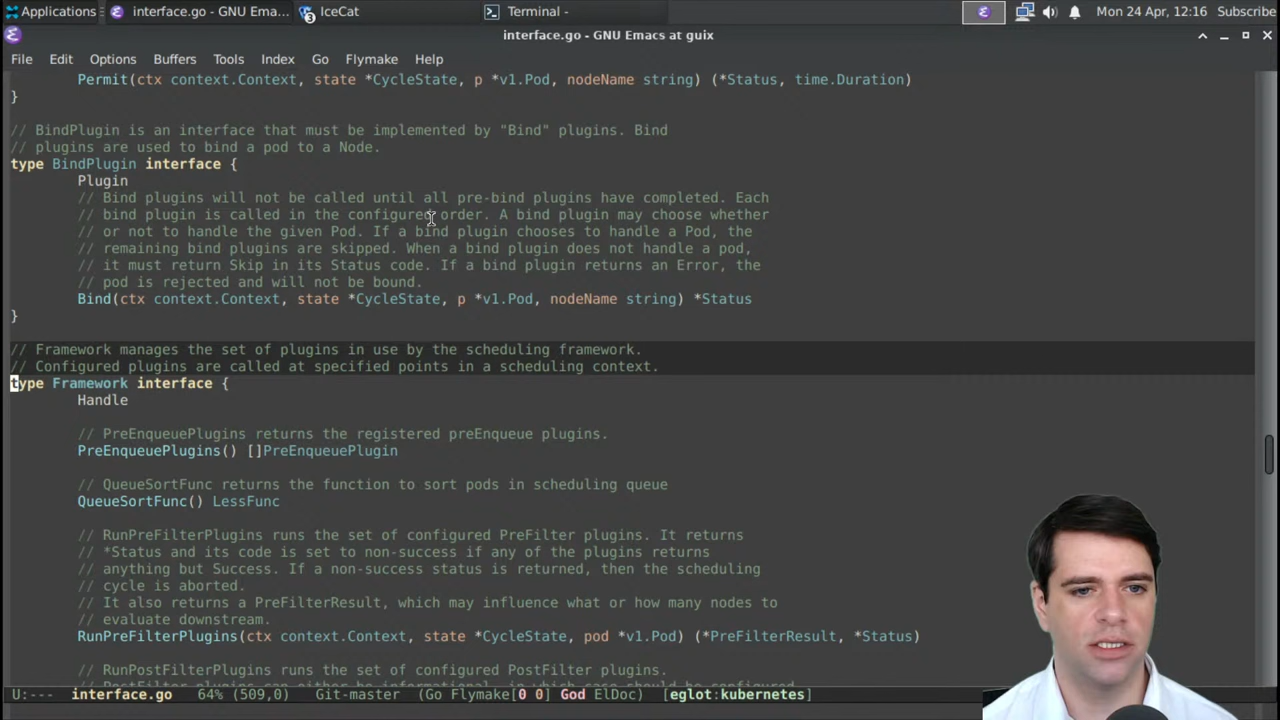 Applications
interface.go - GNU Ema...
3
IceCat
Terminal -
Mon 24 Apr, 12:16
Subscribe
interface.go - GNU Emacs at guix
File Edit Options Buffers Tools Index Go Flymake Help
Permit(ctx context.Context, state *CycleState, p *v1.Pod, nodeName string) (*Status, time.Duration)
}
// BindPlugin is an interface that must be implemented by "Bind" plugins. Bind
// plugins are used to bind a pod to a Node.
type BindPlugin interface {
Plugin
// Bind plugins will not be called until all pre-bind plugins have completed. Each
// bind plugin is called in the configured order. A bind plugin may choose whether
// or not to handle the given Pod. If a bind plugin chooses to handle a Pod, the
// remaining bind plugins are skipped. When a bind plugin does not handle a pod,
// it must return Skip in its Status code. If a bind plugin returns an Error, the
// pod is rejected and will not be bound.
Bind(ctx context.Context, state *CycleState, p *v1.Pod, nodeName string) *Status
}
// Framework manages the set of plugins in use by the scheduling framework.
// Configured plugins are called at specified points in a scheduling context.
type Framework interface {
Handle
// PreEnqueuePlugins returns the registered preEnqueue plugins.
PreEnqueuePlugins() []PreEnqueuePlugin
// QueueSortFunc returns the function to sort pods in scheduling queue
QueueSortFunc() LessFunc
// RunPreFilterPlugins runs the set of configured PreFilter plugins. It returns
// *Status and its code is set to non-success if any of the plugins returns
// anything but Success. If a non-success status is returned, then the scheduling
// cycle is aborted.
// It also returns a PreFilterResult, which may influence what or how many nodes to
// evaluate downstream.
RunPreFilterPlugins(ctx context.Context, state *CycleState, pod *v1.Pod) (*PreFilterResult, *Status)
// RunPostFilterPlugins runs the set of configured PostFilter plugins.
U:--- interface.go 64% (509,0) Git-master (Go Flymake[0 0] God ElDoc) [eglot:kubernetes]